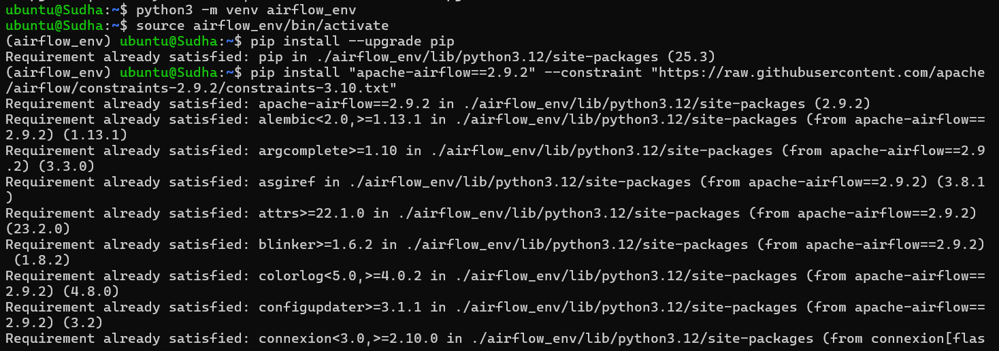 ubuntu@Sudha:~$ python3 -m venv airflow_env
ubuntu@Sudha:~$ source airflow_env/bin/activate
(airflow_env) ubuntu@Sudha:~$ pip install --upgrade pip
Requirement already satisfied: pip in ./airflow_env/lib/python3.12/site-packages (25.3)
(airflow_env) ubuntu@Sudha:~$ pip install "apache-airflow==2.9.2" --constraint "https://raw.githubusercontent.com/apache
/airflow/constraints-2.9.2/constraints-3.10.txt"
Requirement already satisfied: apache-airflow==2.9.2 in ./airflow_env/lib/python3.12/site-packages (2.9.2)
Requirement already satisfied: alembic<2.0,>=1.13.1 in ./airflow_env/lib/python3.12/site-packages (from apache-airflow==
2.9.2) (1.13.1)
Requirement already satisfied: argcomplete>=1.10 in ./airflow_env/lib/python3.12/site-packages (from apache-airflow==2.9
.2) (3.3.0)
Requirement already satisfied: asgiref in ./airflow_env/lib/python3.12/site-packages (from apache-airflow==2.9.2) (3.8.1
)
Requirement already satisfied: attrs>=22.1.0 in ./airflow_env/lib/python3.12/site-packages (from apache-airflow==2.9.2)
(23.2.0)
Requirement already satisfied: blinker>=1.6.2 in ./airflow_env/lib/python3.12/site-packages (from apache-airflow==2.9.2)
 (1.8.2)
Requirement already satisfied: colorlog<5.0,>=4.0.2 in ./airflow_env/lib/python3.12/site-packages (from apache-airflow==
2.9.2) (4.8.0)
Requirement already satisfied: configupdater>=3.1.1 in ./airflow_env/lib/python3.12/site-packages (from apache-airflow==
2.9.2) (3.2)
Requirement already satisfied: connexion<3.0,>=2.10.0 in ./airflow_env/lib/python3.12/site-packages (from connexion[flas